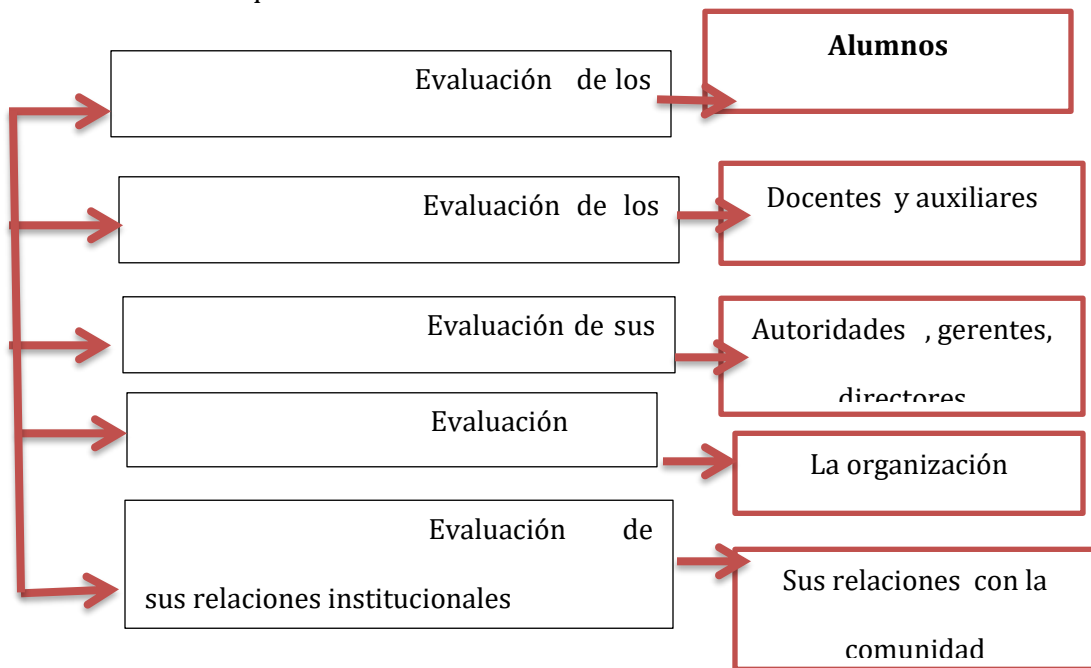 Evaluación de los
Alumnos
Evaluación de los
Docentes y auxiliares
Evaluación de sus
Autoridades , gerentes,
directores
Evaluación
La organización
Evaluación de
sus relaciones institucionales
Sus relaciones con la
comunidad